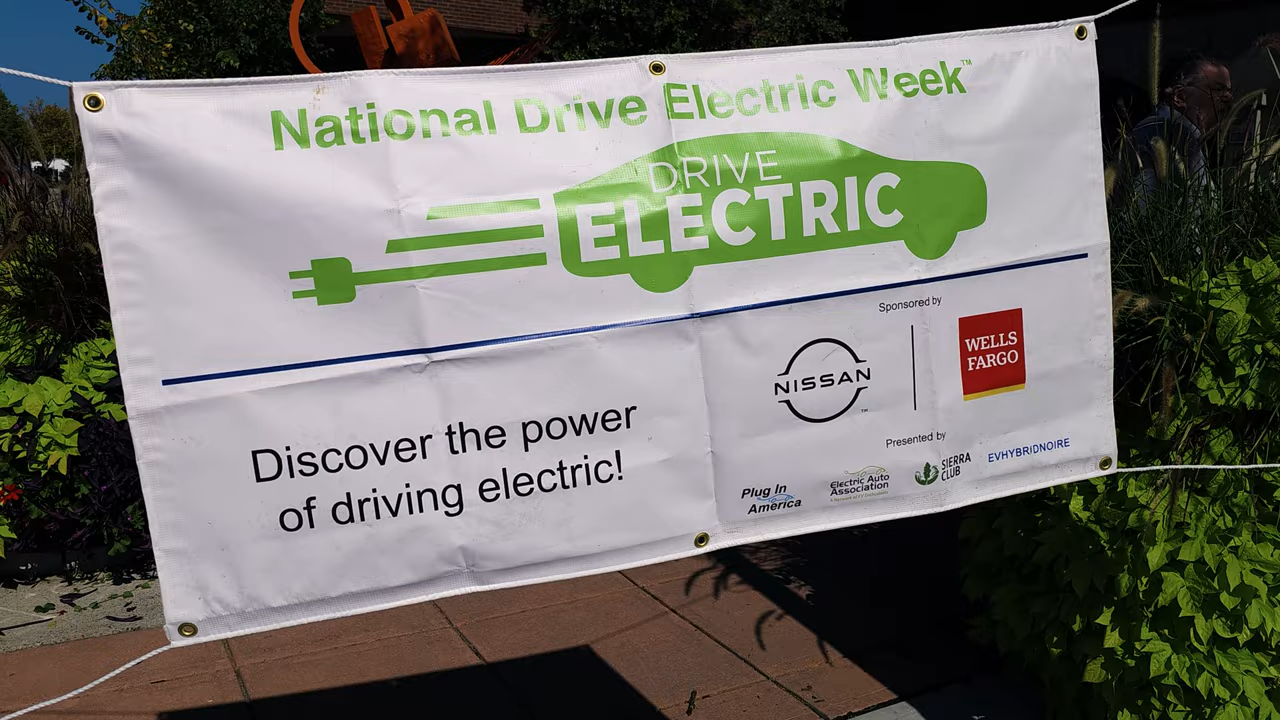 National Drive Electric Week™
DRIVE
ELECTRIC
Sponsored by
NISSAN
™
WELLS
FARGO
Discover the power
of driving electric!
Presented by
Plug In
America
Electric Auto
Association
SIERRA
CLUB
EVHYBRIDNOIRE